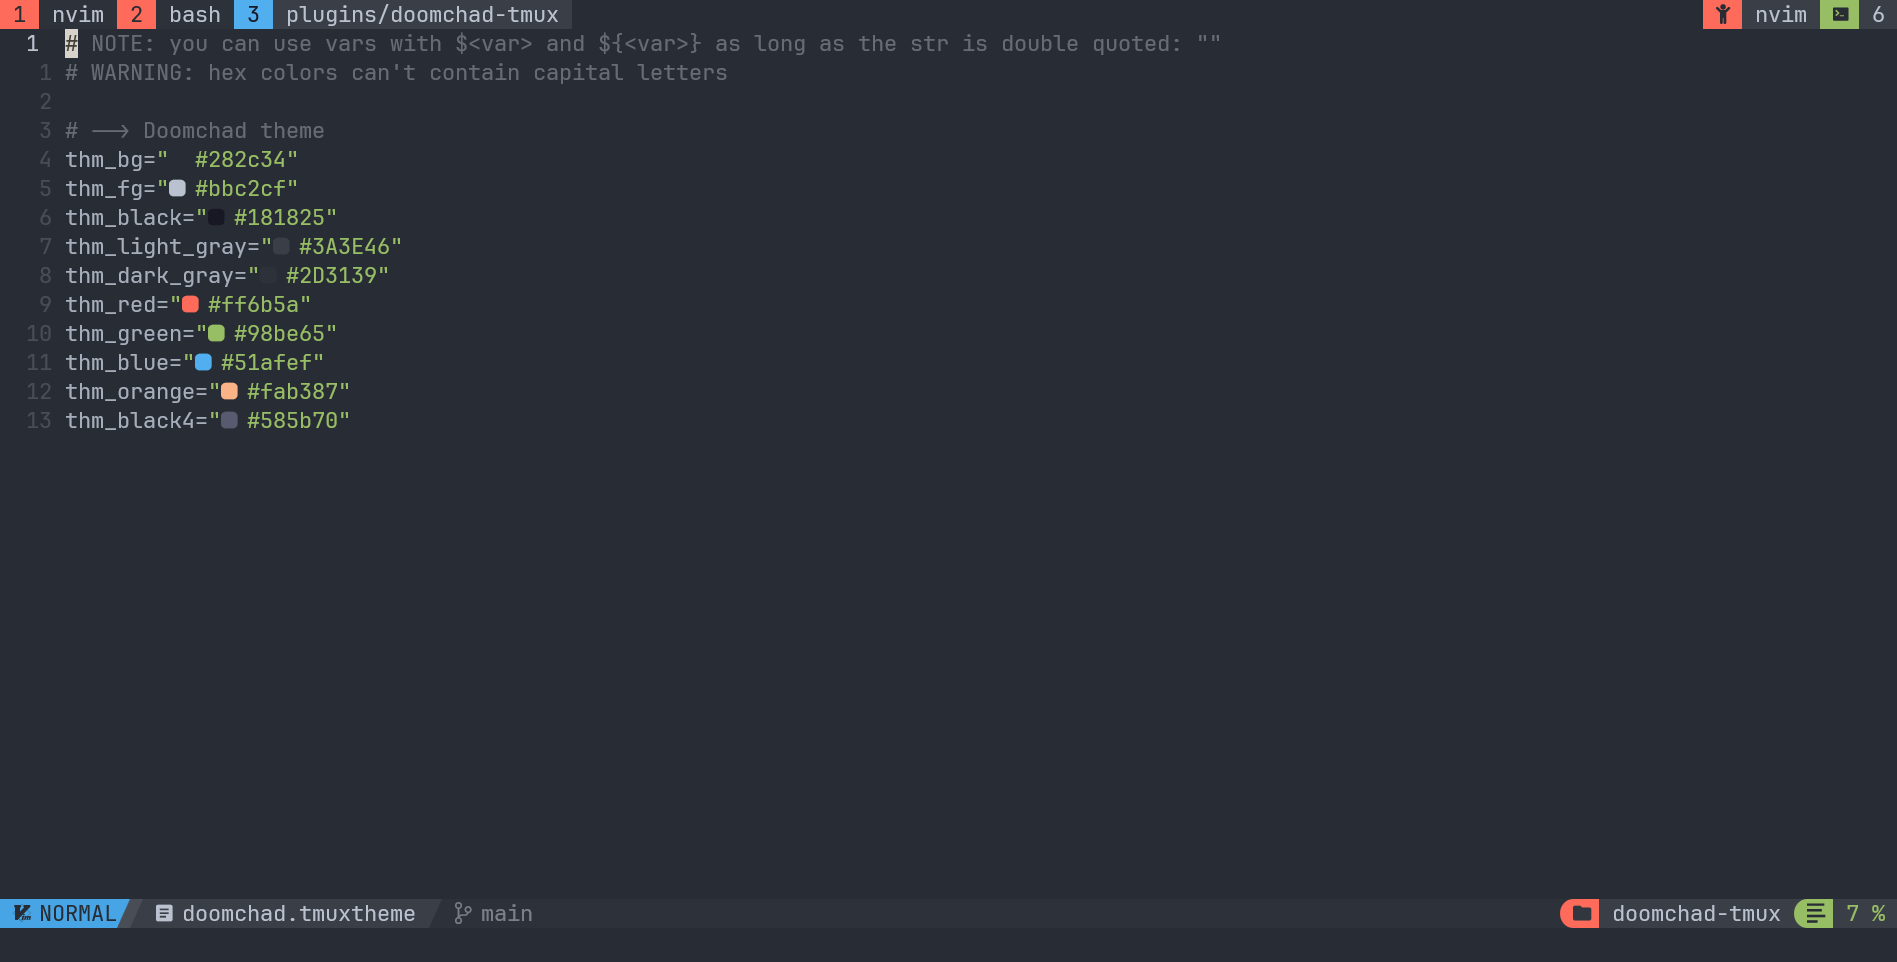 1 nvim 2 bash 3 plugins/doomchad-tmux nvim 6
1 # NOTE: you can use vars with $<var> and ${<var>} as long as the str is double quoted: ""
1 # WARNING: hex colors can't contain capital letters
2
3 # --> Doomchad theme
4 thm_bg=" #282c34"
5 thm_fg=" #bbc2cf"
6 thm_black=" #181825"
7 thm_light_gray=" #3A3E46"
8 thm_dark_gray=" #2D3139"
9 thm_red=" #ff6b5a"
10 thm_green=" #98be65"
11 thm_blue=" #51afef"
12 thm_orange=" #fab387"
13 thm_black4=" #585b70"
NORMAL doomchad.tmuxtheme main doomchad-tmux 7 %